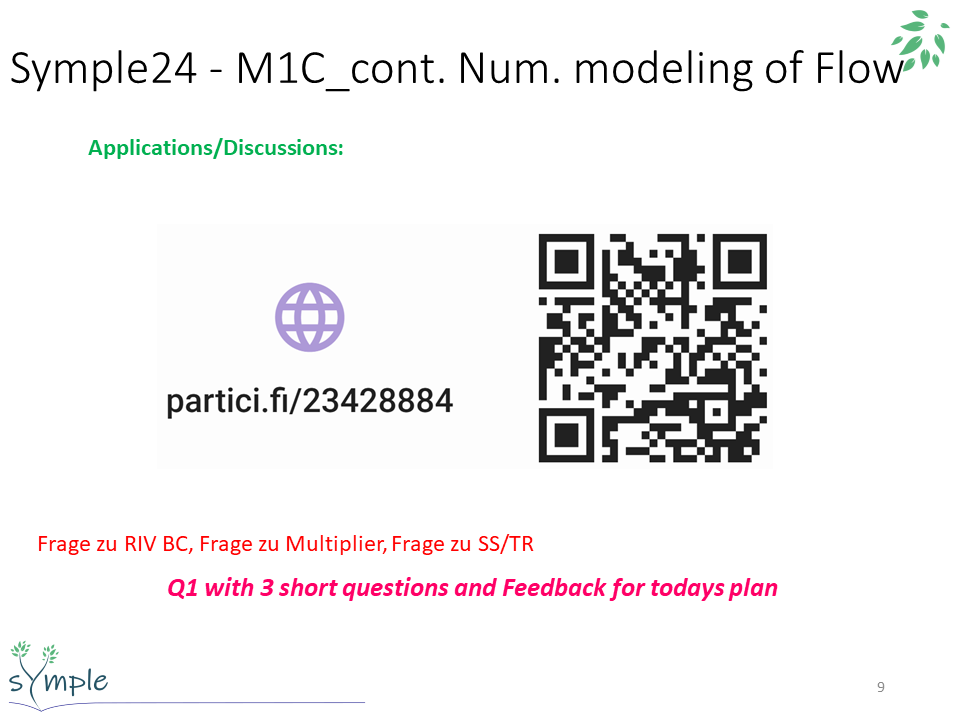 Symple24 - M1C_cont. Num. modeling of Flow
Applications/Discussions:
partici.fi/23428884
Frage zu RIV BC, Frage zu Multiplier, Frage zu SS/TR
Q1 with 3 short questions and Feedback for todays plan
symple
9